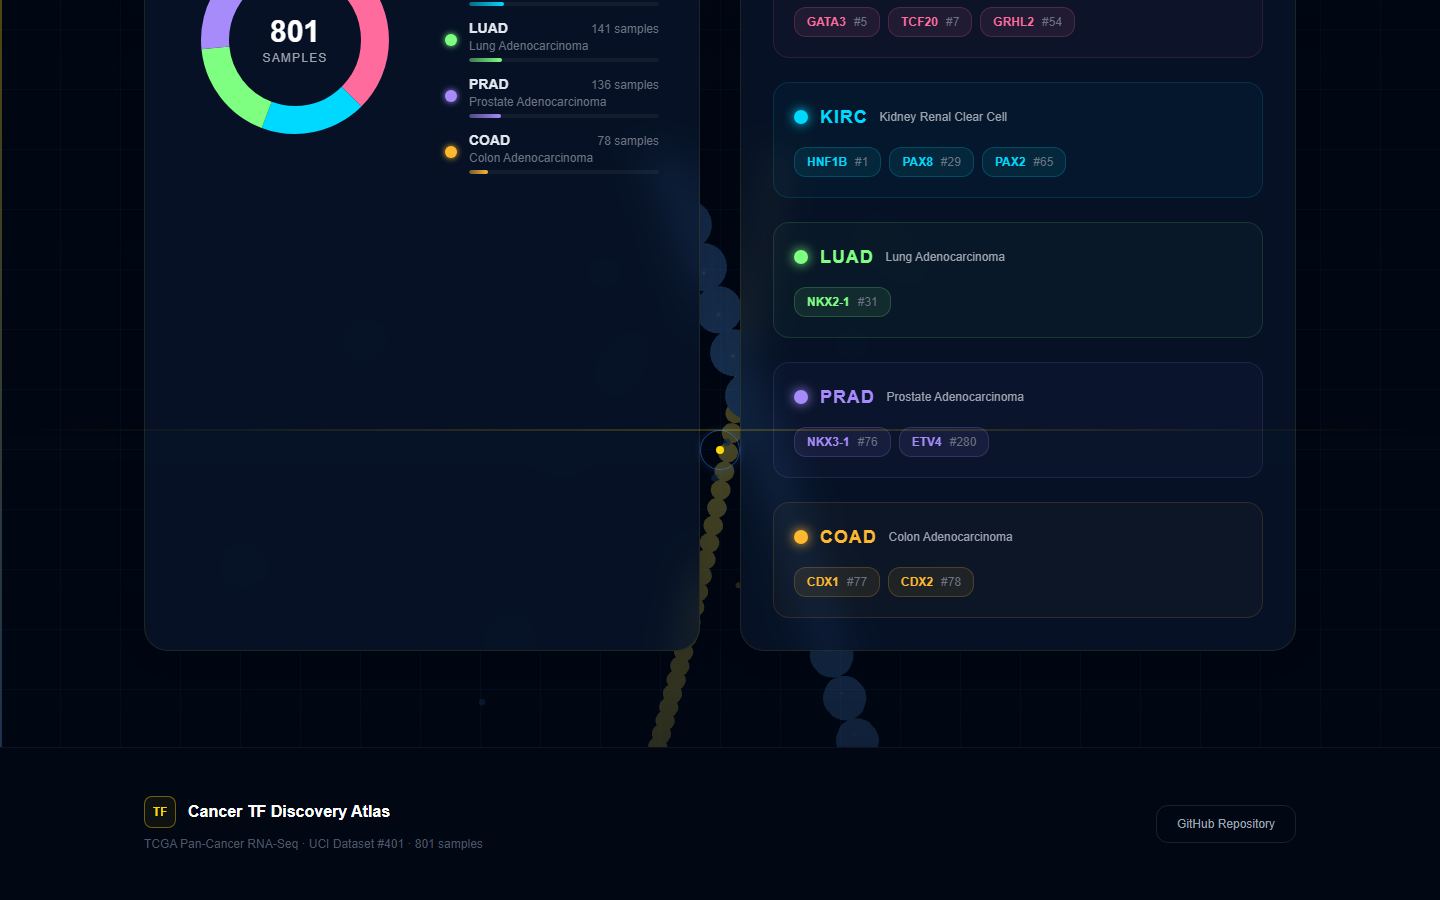 801
SAMPLES
LUAD 141 samples
Lung Adenocarcinoma
PRAD 136 samples
Prostate Adenocarcinoma
COAD 78 samples
Colon Adenocarcinoma
GATA3 #5 TCF20 #7 GRHL2 #54
KIRC Kidney Renal Clear Cell
HNF1B #1 PAX8 #29 PAX2 #65
LUAD Lung Adenocarcinoma
NKX2-1 #31
PRAD Prostate Adenocarcinoma
NKX3-1 #76 ETV4 #280
COAD Colon Adenocarcinoma
CDX1 #77 CDX2 #78
TF Cancer TF Discovery Atlas
TCGA Pan-Cancer RNA-Seq · UCI Dataset #401 · 801 samples
GitHub Repository